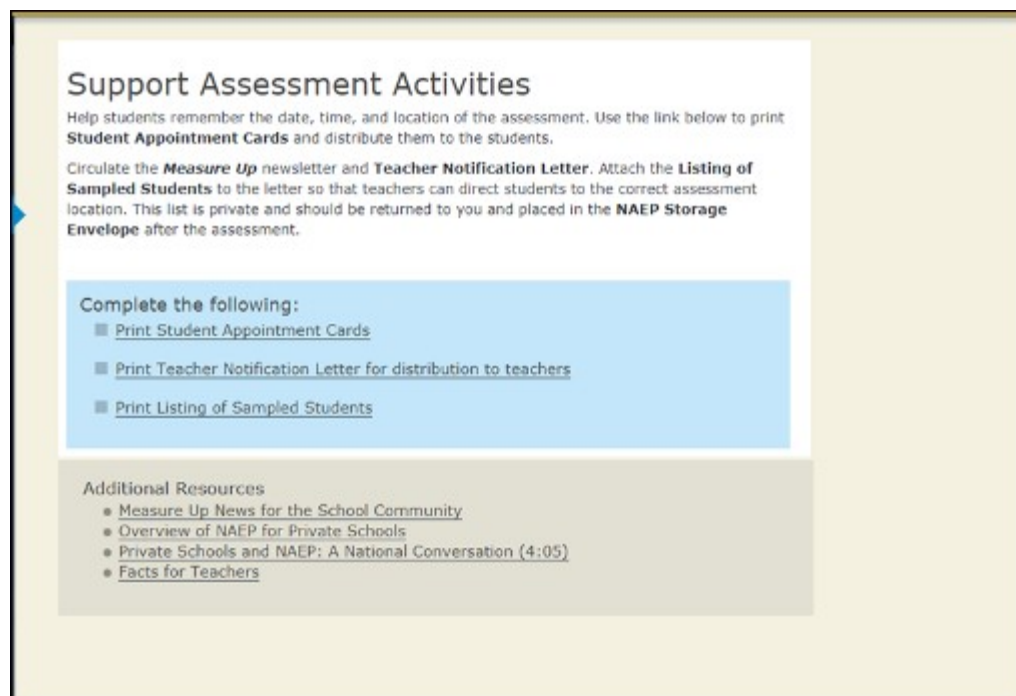 Support Assessment Activities
Help students remember the date, time, and location of the assessment. Use the link below to print
Student Appointment Cards and distribute them to the students.
Circulate the Measure Up newsletter and Teacher Notification Letter. Attach the Listing of
Sampled Students to the letter so that teachers can direct students to the correct assessment
location. This list is private and should be returned to you and placed in the NAEP Storage
Envelope after the assessment.
Complete the following:
Print Student Appointment Cards
Print Teacher Notification Letter for distribution to teachers
Print Listing of Sampled Students
Additional Resources
Measure Up News for the School Community
Overview of NAEP for Private Schools
Private Schools and NAEP: A National Conversation (4:05)
Facts for Teachers